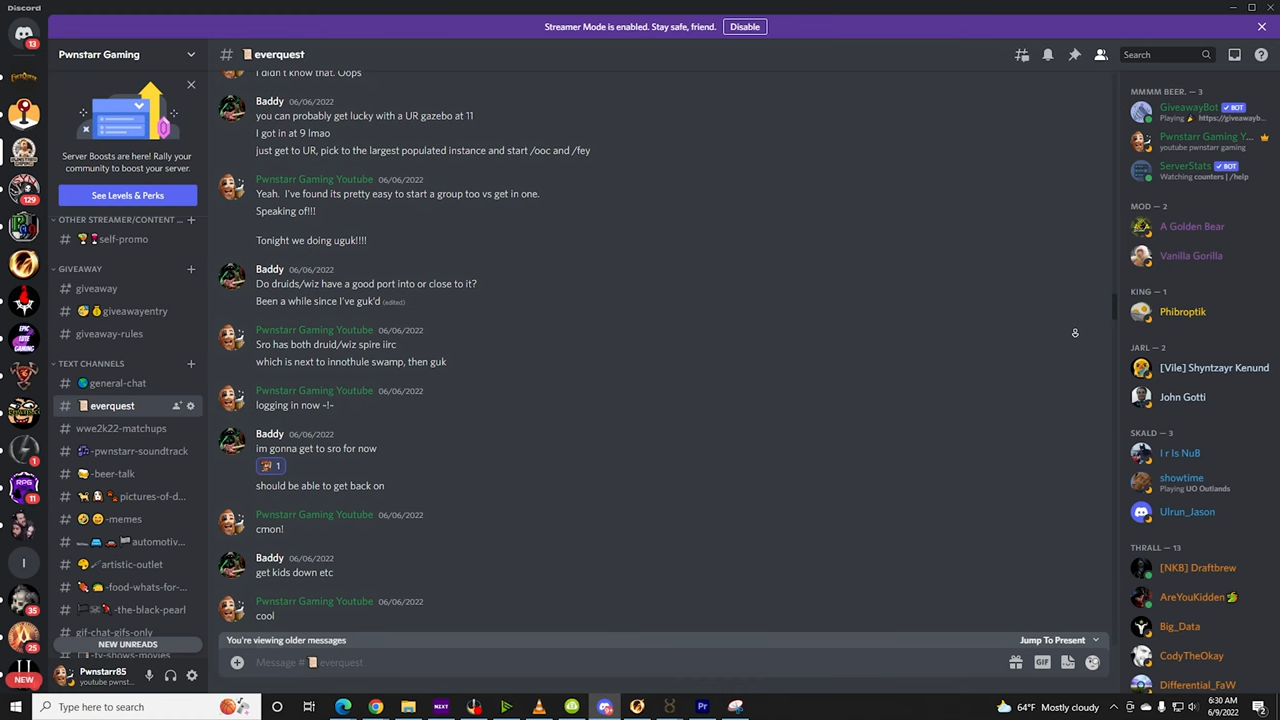 Discord
Streamer Mode is enabled. Stay safe, friend.
Disable
13
129
1
11
I
35
25
NEW
Pwnstarr Gaming
Server Boosts are here! Rally
your community to boost your server.
See Levels & Perks
OTHER STREAMER/CONTENT ...
self-promo
GIVEAWAY
giveaway
giveawayentry
giveaway-rules
TEXT CHANNELS
general-chat
everquest
wwe2k22-matchups
-pwnstarr-soundtrack
-beer-talk
pictures-of-d...
-memes
automotiv...
artistic-outlet
-food-whats-for-...
-the-black-pearl
gif-chat-gifs-only
NEW UNREADS
-tv-shows-movies
Pwnstarr85
youtube pwnst...
everquest
Search
I didn't know that. Oops
Baddy 06/06/2022
you can probably get lucky with a UR gazebo at 11
I got in at 9 lmao
just get to UR, pick to the largest populated instance and start /ooc and /fey
Pwnstarr Gaming Youtube 06/06/2022
Yeah. I've found its pretty easy to start a group too vs get in one.
Speaking of!!!
Tonight we doing uguk!!!!
Baddy 06/06/2022
Do druids/wiz have a good port into or close to it?
Been a while since I've guk'd (edited)
Pwnstarr Gaming Youtube 06/06/2022
Sro has both druid/wiz spire iirc
which is next to innothule swamp, then guk
Pwnstarr Gaming Youtube 06/06/2022
logging in now ~!~
Baddy 06/06/2022
im gonna get to sro for now
1
should be able to get back on
Pwnstarr Gaming Youtube 06/06/2022
cmon!
Baddy 06/06/2022
get kids down etc
Pwnstarr Gaming Youtube 06/06/2022
cool
You're viewing older messages
Jump To Present
Message # everquest
GIF
MMMM BEER. — 3
GiveawayBot BOT
Playing https://giveawayb...
Pwnstarr Gaming Y...
youtube pwnstarr gaming
ServerStats BOT
Watching counters | /help
MOD — 2
A Golden Bear
Vanilla Gorilla
KING — 1
Phibroptik
JARL — 2
[Vile] Shyntzayr Kenund
John Gotti
SKALD — 3
I r Is NuB
showtime
Playing UO Outlands
Ulrun_Jason
THRALL — 13
[NKB] Draftbrew
AreYouKidden
Big_Data
CodyTheOkay
Differential_FaW
Type here to search
NEXT
Pr
64°F Mostly cloudy
6:30 AM
6/9/2022
2